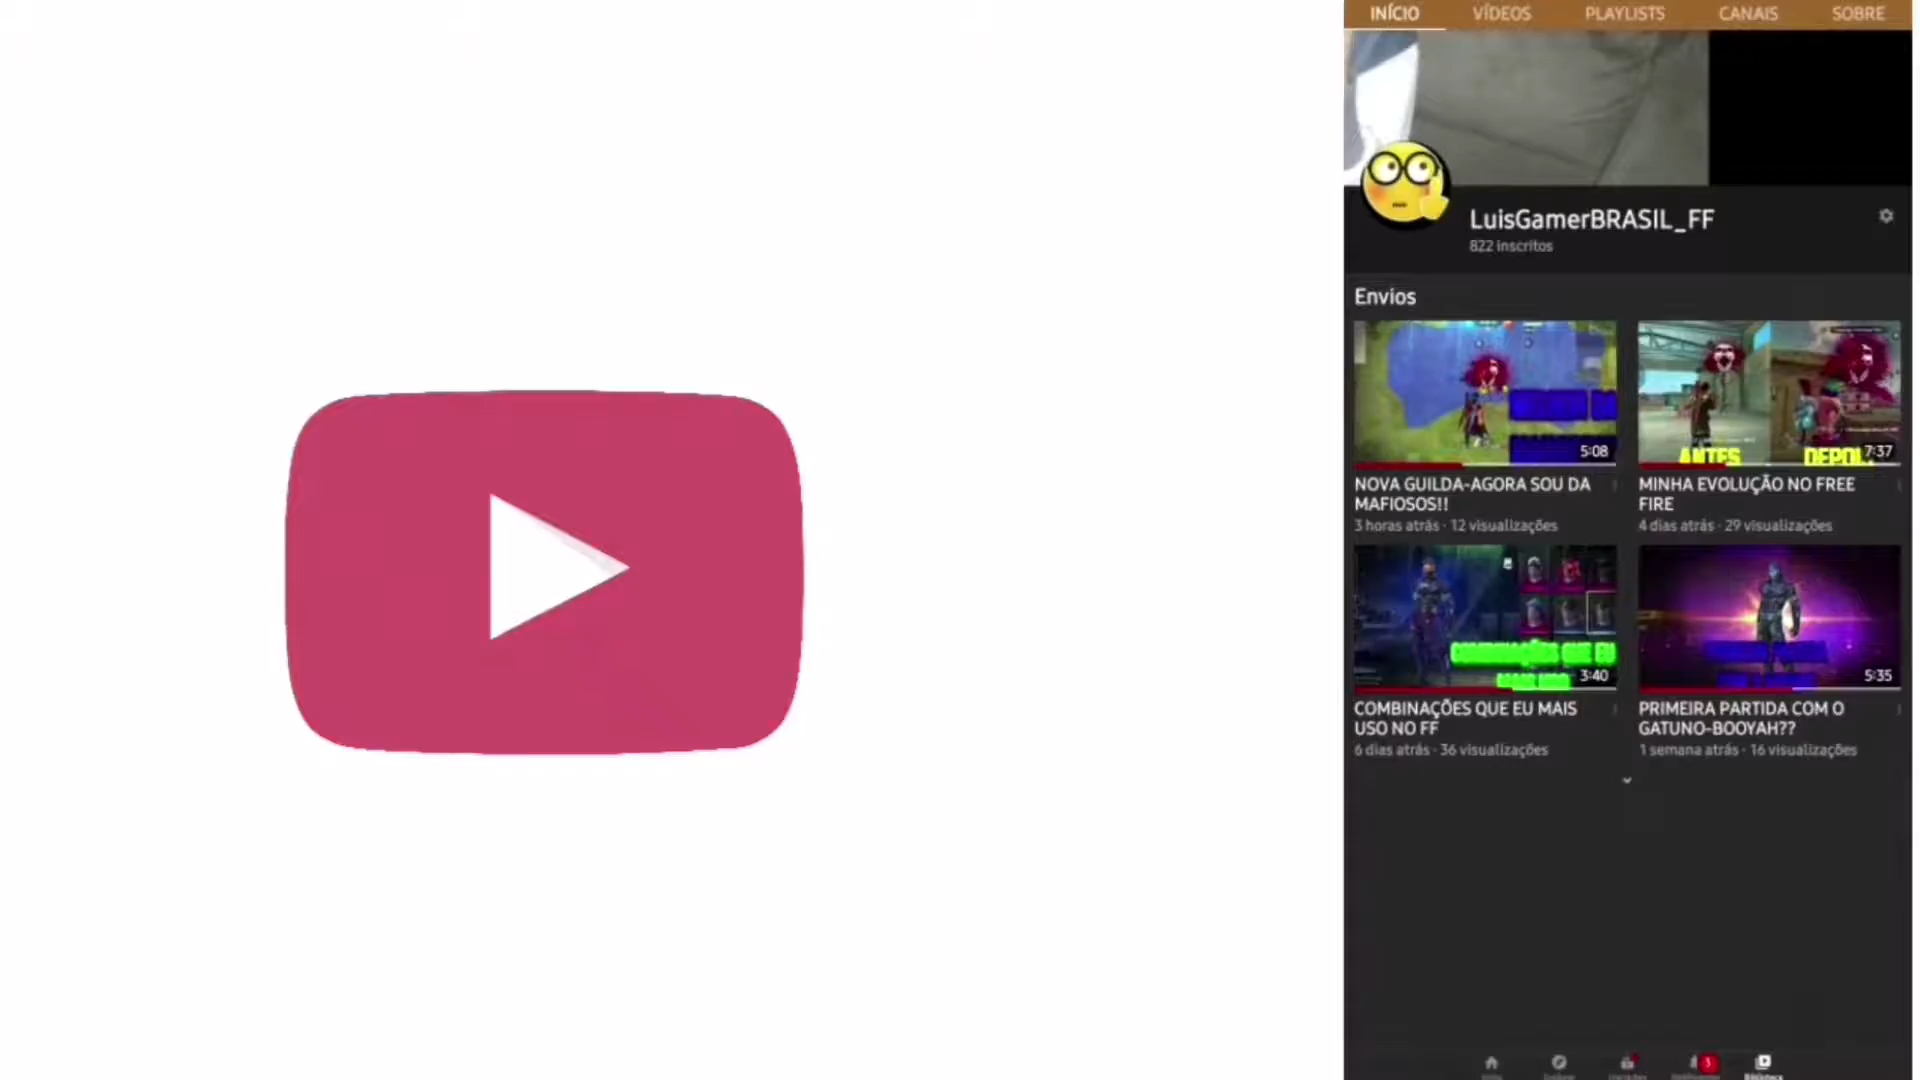 INÍCIO VÍDEOS PLAYLISTS CANAIS SOBRE
LuisGamerBRASIL_FF
822 inscritos
Envios
5:08
ANTES
7:37
NOVA GUILDA-AGORA SOU DA
MAFIOSOS!!
3 horas atrás · 12 visualizações
MINHA EVOLUÇÃO NO FREE
FIRE
4 dias atrás · 29 visualizações
3:40
5:35
COMBINAÇÕES QUE EU MAIS
USO NO FF
6 dias atrás · 36 visualizações
PRIMEIRA PARTIDA COM O
GATUNO-BOOYAH??
1 semana atrás · 16 visualizações
3
Biblioteca